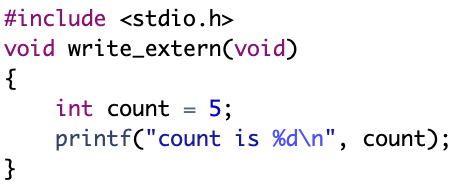 #include <stdio.h>
void write_extern(void)
{
    int count = 5;
    printf("count is %d\n", count);
}